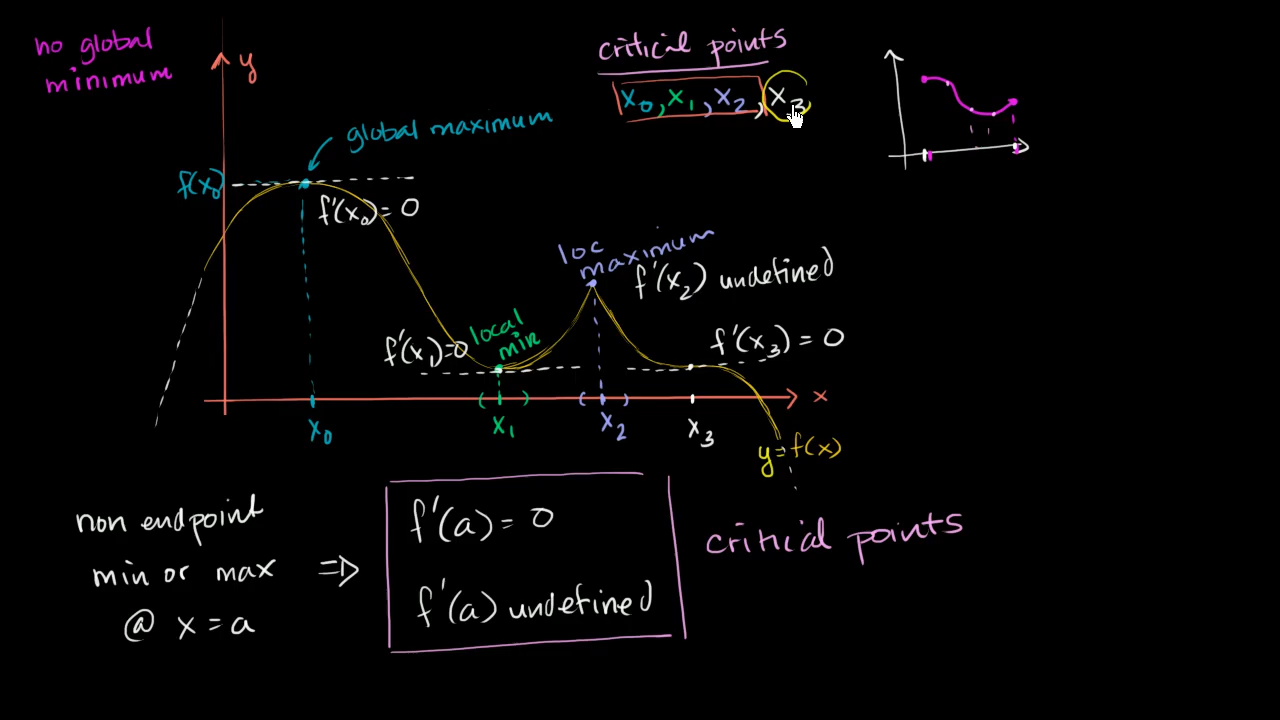 no global
minimum
critical points
x₀, x₁, x₂, x₃
y
global maximum
f(x₀)
f'(x₀) = 0
loc
maximum
f'(x₂) undefined
local
min
f'(x₁)=0
f'(x₃) = 0
x
x₀
x₁
x₂
x₃
y=f(x)
non endpoint
min or max
@ x = a
⇒
f'(a) = 0
f'(a) undefined
critical points